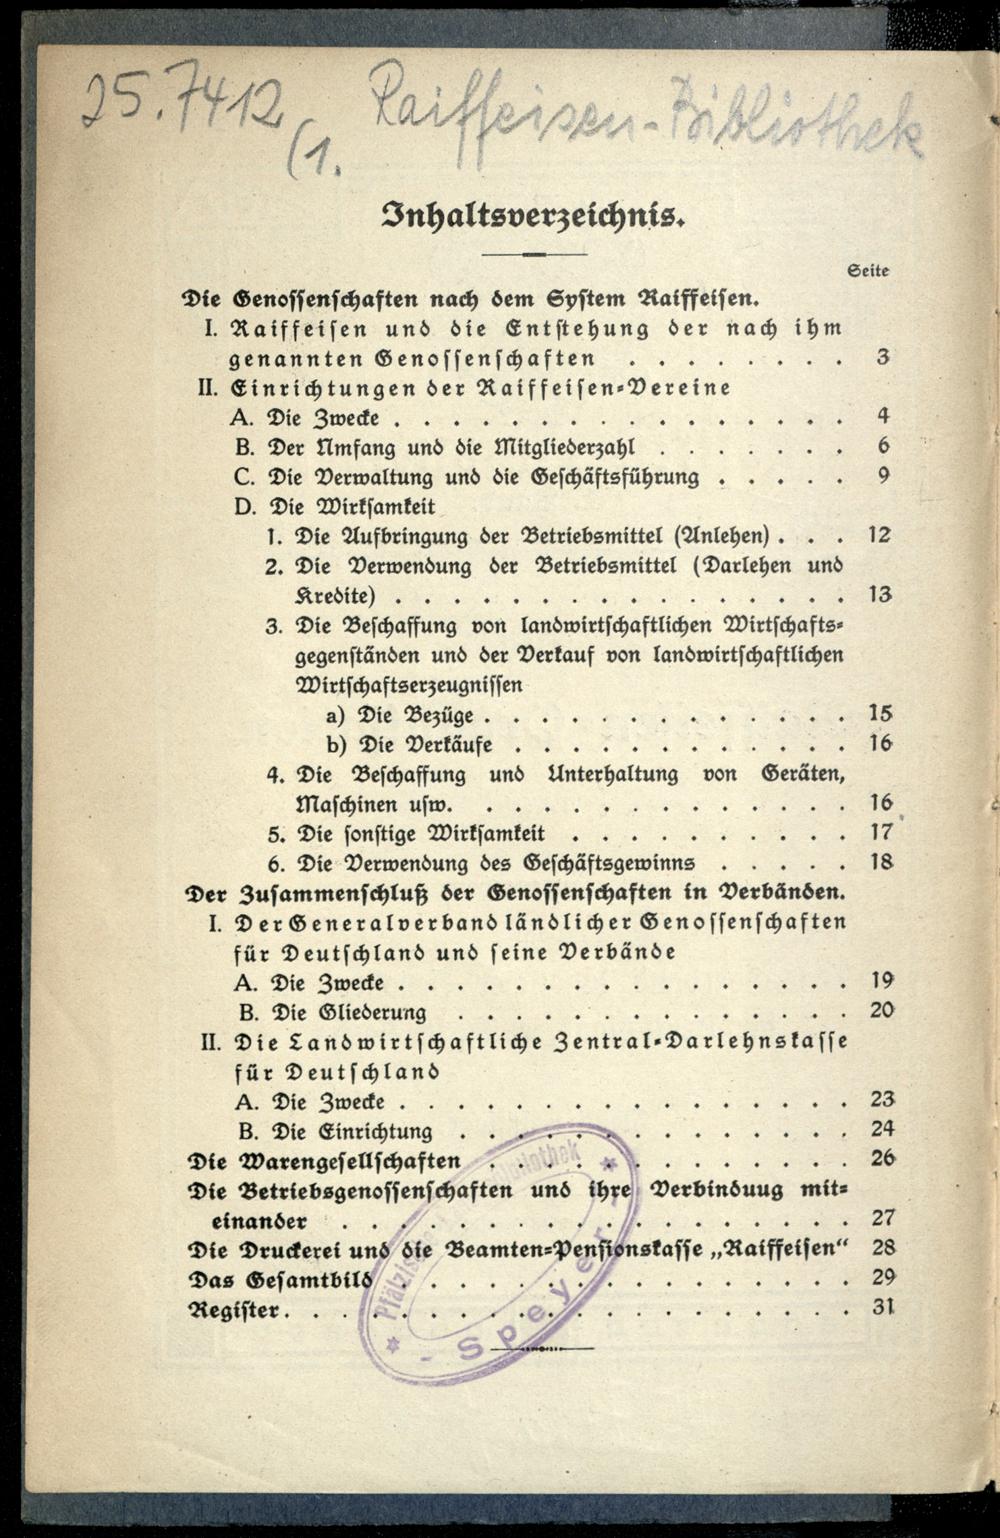 25.7412
(1.
Raiffeisen-Bibliothek
Inhaltsverzeichnis.
Seite
Die Genossenschaften nach dem System Raiffeisen.
I. Raiffeisen und die Entstehung der nach ihm
genannten Genossenschaften . . . . . . . . 3
II. Einrichtungen der Raiffeisen-Vereine
A. Die Zwecke . . . . . . . . . . . . . . . . 4
B. Der Umfang und die Mitgliederzahl . . . . . . . 6
C. Die Verwaltung und die Geschäftsführung . . . . . 9
D. Die Wirksamkeit
1. Die Aufbringung der Betriebsmittel (Anlehen) . . . 12
2. Die Verwendung der Betriebsmittel (Darlehen und
Kredite) . . . . . . . . . . . . . . . . 13
3. Die Beschaffung von landwirtschaftlichen Wirtschafts-
gegenständen und der Verkauf von landwirtschaftlichen
Wirtschaftserzeugnissen
a) Die Bezüge . . . . . . . . . . . . . 15
b) Die Verkäufe . . . . . . . . . . . . 16
4. Die Beschaffung und Unterhaltung von Geräten,
Maschinen usw. . . . . . . . . . . . . . 16
5. Die sonstige Wirksamkeit . . . . . . . . . . 17
6. Die Verwendung des Geschäftsgewinns . . . . . 18
Der Zusammenschluß der Genossenschaften in Verbänden.
I. Der Generalverband ländlicher Genossenschaften
für Deutschland und seine Verbände
A. Die Zwecke . . . . . . . . . . . . . . . . 19
B. Die Gliederung . . . . . . . . . . . . . . 20
II. Die Landwirtschaftliche Zentral-Darlehnskasse
für Deutschland
A. Die Zwecke . . . . . . . . . . . . . . . . 23
B. Die Einrichtung . . . . . . . . . . . . . . 24
Die Warengesellschaften . . . . . . . . . . . . . 26
Die Betriebsgenossenschaften und ihre Verbinduug mit-
einander . . . . . . . . . . . . . . . . . . 27
Die Druckerei und die Beamten-Pensionskasse „Raiffeisen“ 28
Das Gesamtbild . . . . . . . . . . . . . . . . 29
Register. . . . . . . . . . . . . . . . . . . . 31
- Speyer -